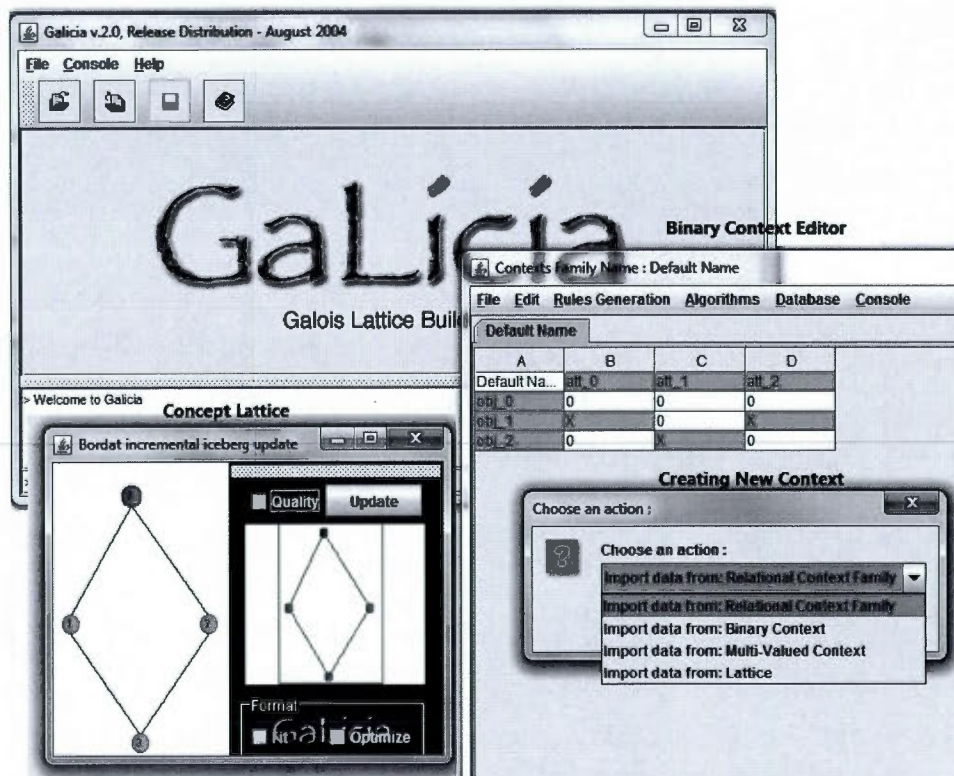 Galicia v.2.0, Release Distribution - August 2004
File Console Help
GaLicia
Galois Lattice Buil
Binary Context Editor
Contexts Family Name : Default Name
File Edit Rules Generation Algorithms Database Console
Default Name
A B C D
Default Na... att_0 att_1 att_2
obj_0 0 0 0
obj_1 X 0 X
obj_2 0 X 0
> Welcome to Galicia
Concept Lattice
Bordat incremental iceberg update
Quality Update
1
2
3
Format
Galicia
Optimize
Creating New Context
Choose an action :
Choose an action :
Import data from: Relational Context Family
Import data from: Relational Context Family
Import data from: Binary Context
Import data from: Multi-Valued Context
Import data from: Lattice